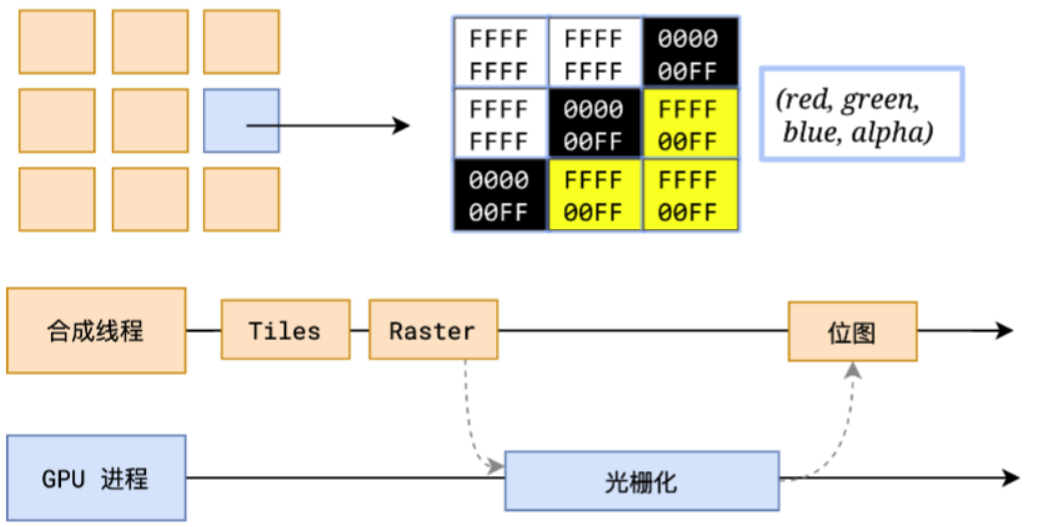 FFFF FFFF 0000
FFFF FFFF 00FF
FFFF 0000 FFFF
FFFF 00FF 00FF
0000 FFFF FFFF
00FF 00FF 00FF
(red, green,
blue, alpha)
合成线程
Tiles
Raster
位图
GPU 进程
光栅化